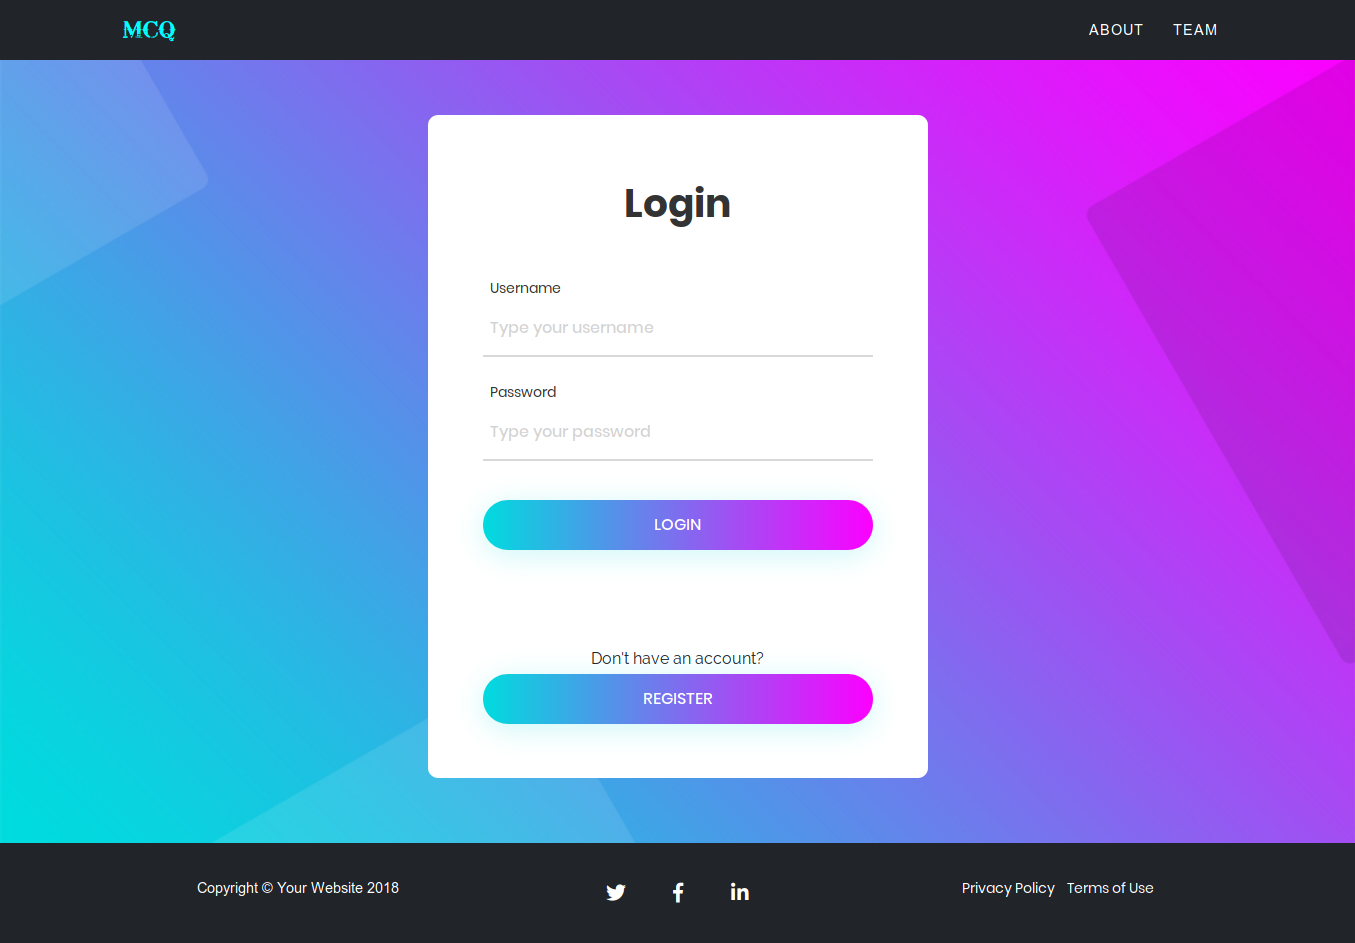 MCQ
ABOUT TEAM
Login
Username
Type your username
Password
Type your password
LOGIN
Don't have an account?
REGISTER
Copyright © Your Website 2018
Privacy Policy Terms of Use